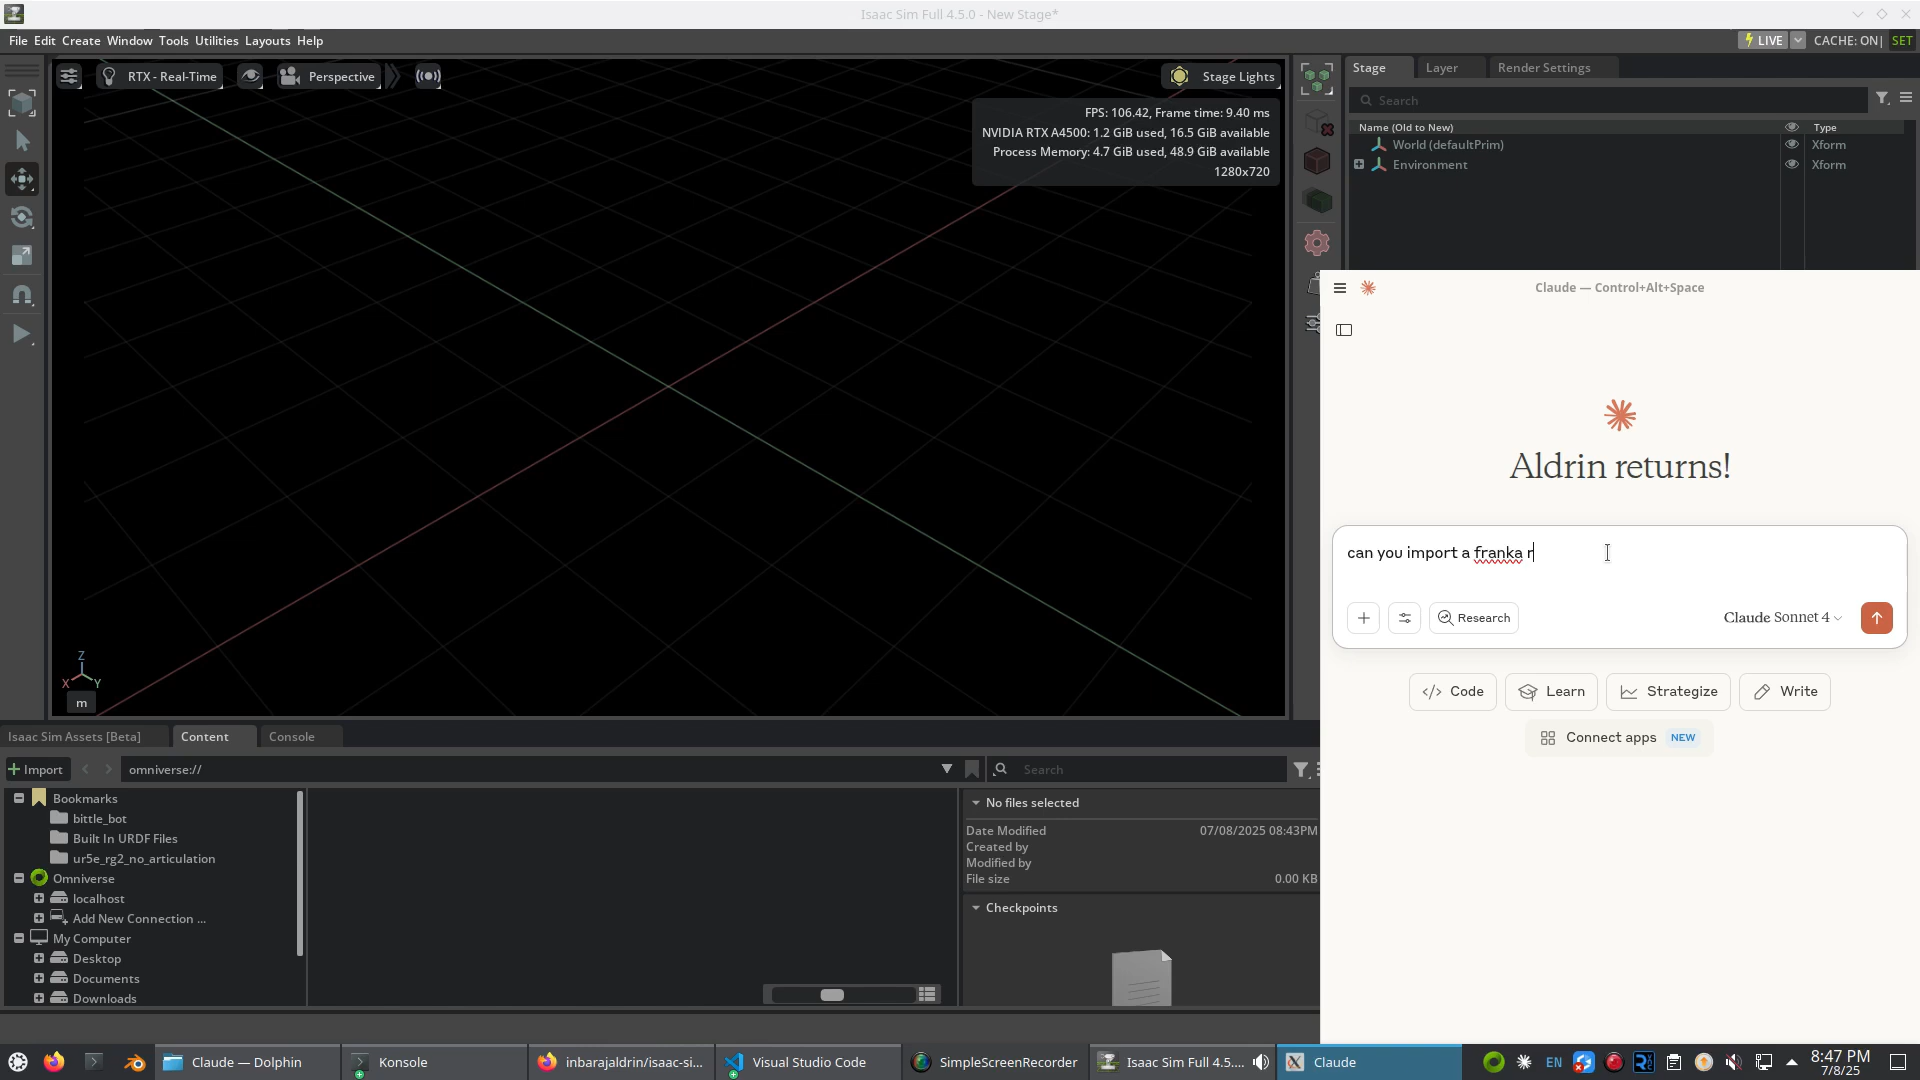 Isaac Sim Full 4.5.0 - New Stage*
File Edit Create Window Tools Utilities Layouts Help
LIVE CACHE: ON| SET
RTX - Real-Time
Perspective
Stage Lights
FPS: 106.42, Frame time: 9.40 ms
NVIDIA RTX A4500: 1.2 GiB used, 16.5 GiB available
Process Memory: 4.7 GiB used, 48.9 GiB available
1280x720
Z
X Y
m
Stage Layer Render Settings
Search
Name (Old to New) Type
World (defaultPrim) Xform
Environment Xform
Claude — Control+Alt+Space
Aldrin returns!
can you import a franka r
Research
Claude Sonnet 4
Code Learn Strategize Write
Connect apps NEW
Isaac Sim Assets [Beta] Content Console
Import omniverse:// Search
Bookmarks
bittle_bot
Built In URDF Files
ur5e_rg2_no_articulation
Omniverse
localhost
Add New Connection ...
My Computer
Desktop
Documents
Downloads
No files selected
Date Modified 07/08/2025 08:43PM
Created by
Modified by
File size 0.00 KB
Checkpoints
Claude — Dolphin
Konsole
inbarajaldrin/isaac-si...
Visual Studio Code
SimpleScreenRecorder
Isaac Sim Full 4.5....
Claude
EN
8:47 PM
7/8/25